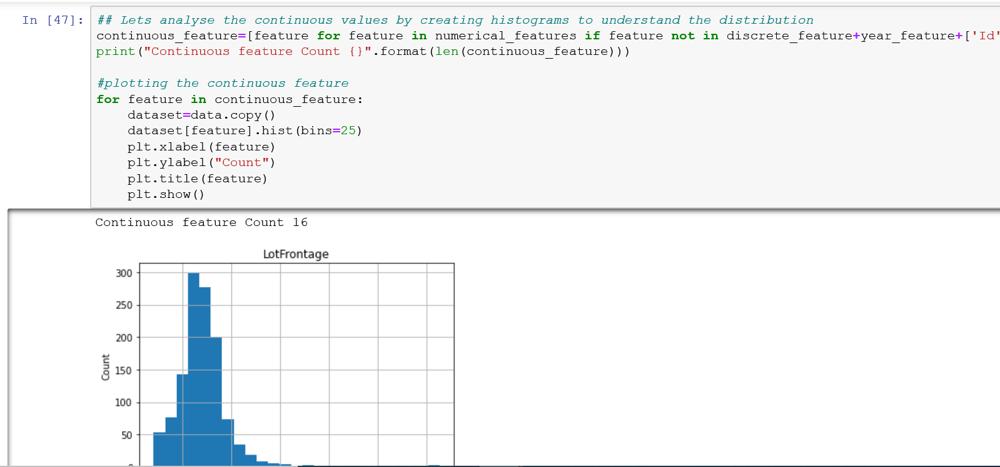 In [47]:
## Lets analyse the continuous values by creating histograms to understand the distribution
continuous_feature=[feature for feature in numerical_features if feature not in discrete_feature+year_feature+['Id'
print("Continuous feature Count {}".format(len(continuous_feature)))
#plotting the continuous feature
for feature in continuous_feature:
    dataset=data.copy()
    dataset[feature].hist(bins=25)
    plt.xlabel(feature)
    plt.ylabel("Count")
    plt.title(feature)
    plt.show()
Continuous feature Count 16
LotFrontage
300
250
200
150
100
50
Count